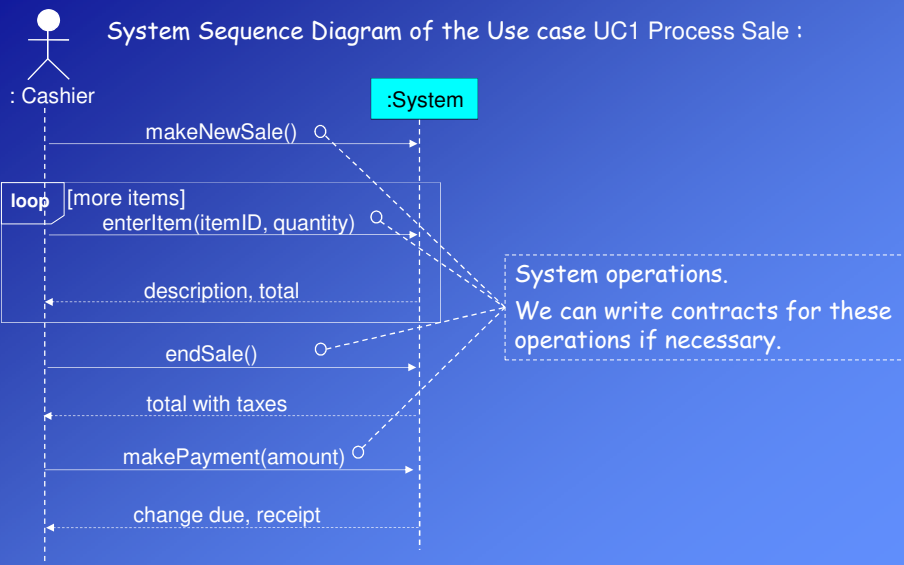 System Sequence Diagram of the Use case UC1 Process Sale :
: Cashier
:System
makeNewSale()
loop
[more items]
enterItem(itemID, quantity)
description, total
System operations.
We can write contracts for these
operations if necessary.
endSale()
total with taxes
makePayment(amount)
change due, receipt